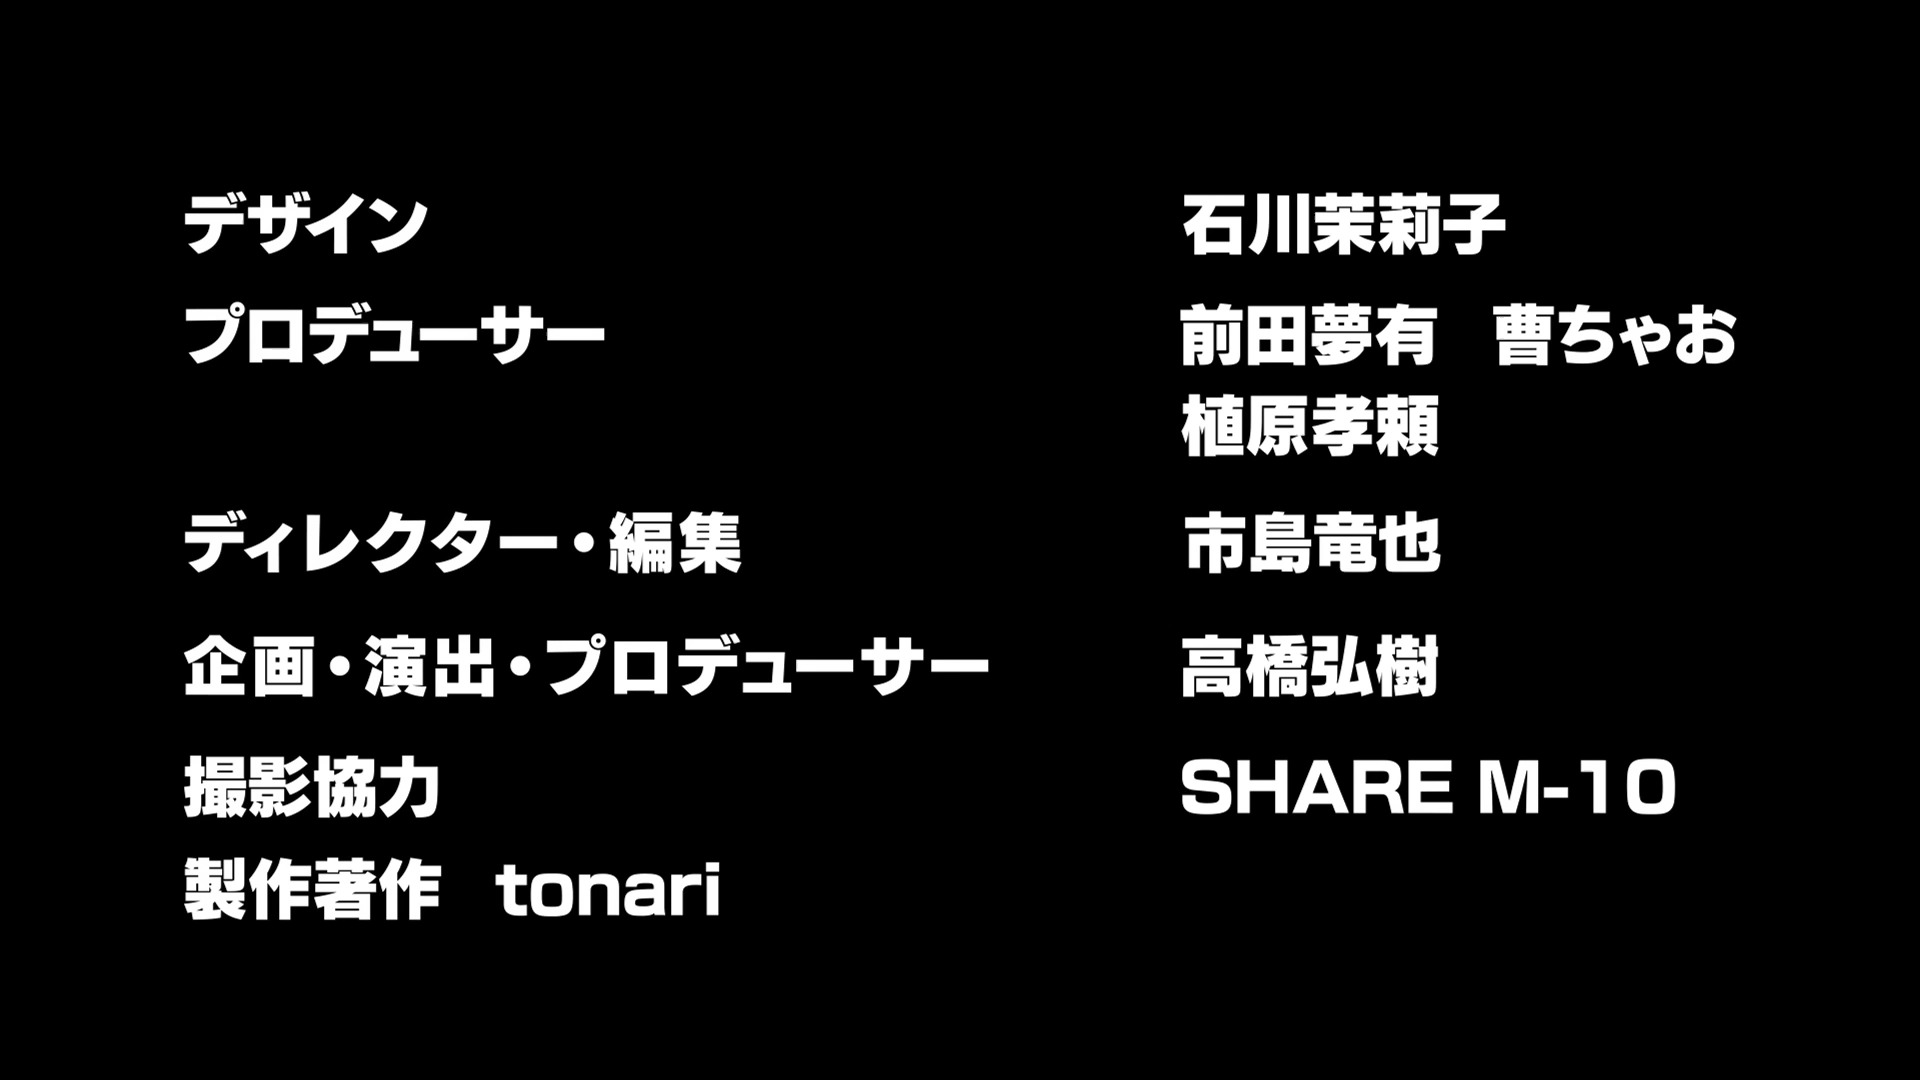 デザイン 石川茉莉子
プロデューサー 前田夢有 曹ちゃお
植原孝頼
ディレクター・編集 市島竜也
企画・演出・プロデューサー 高橋弘樹
撮影協力 SHARE M-10
製作著作 tonari